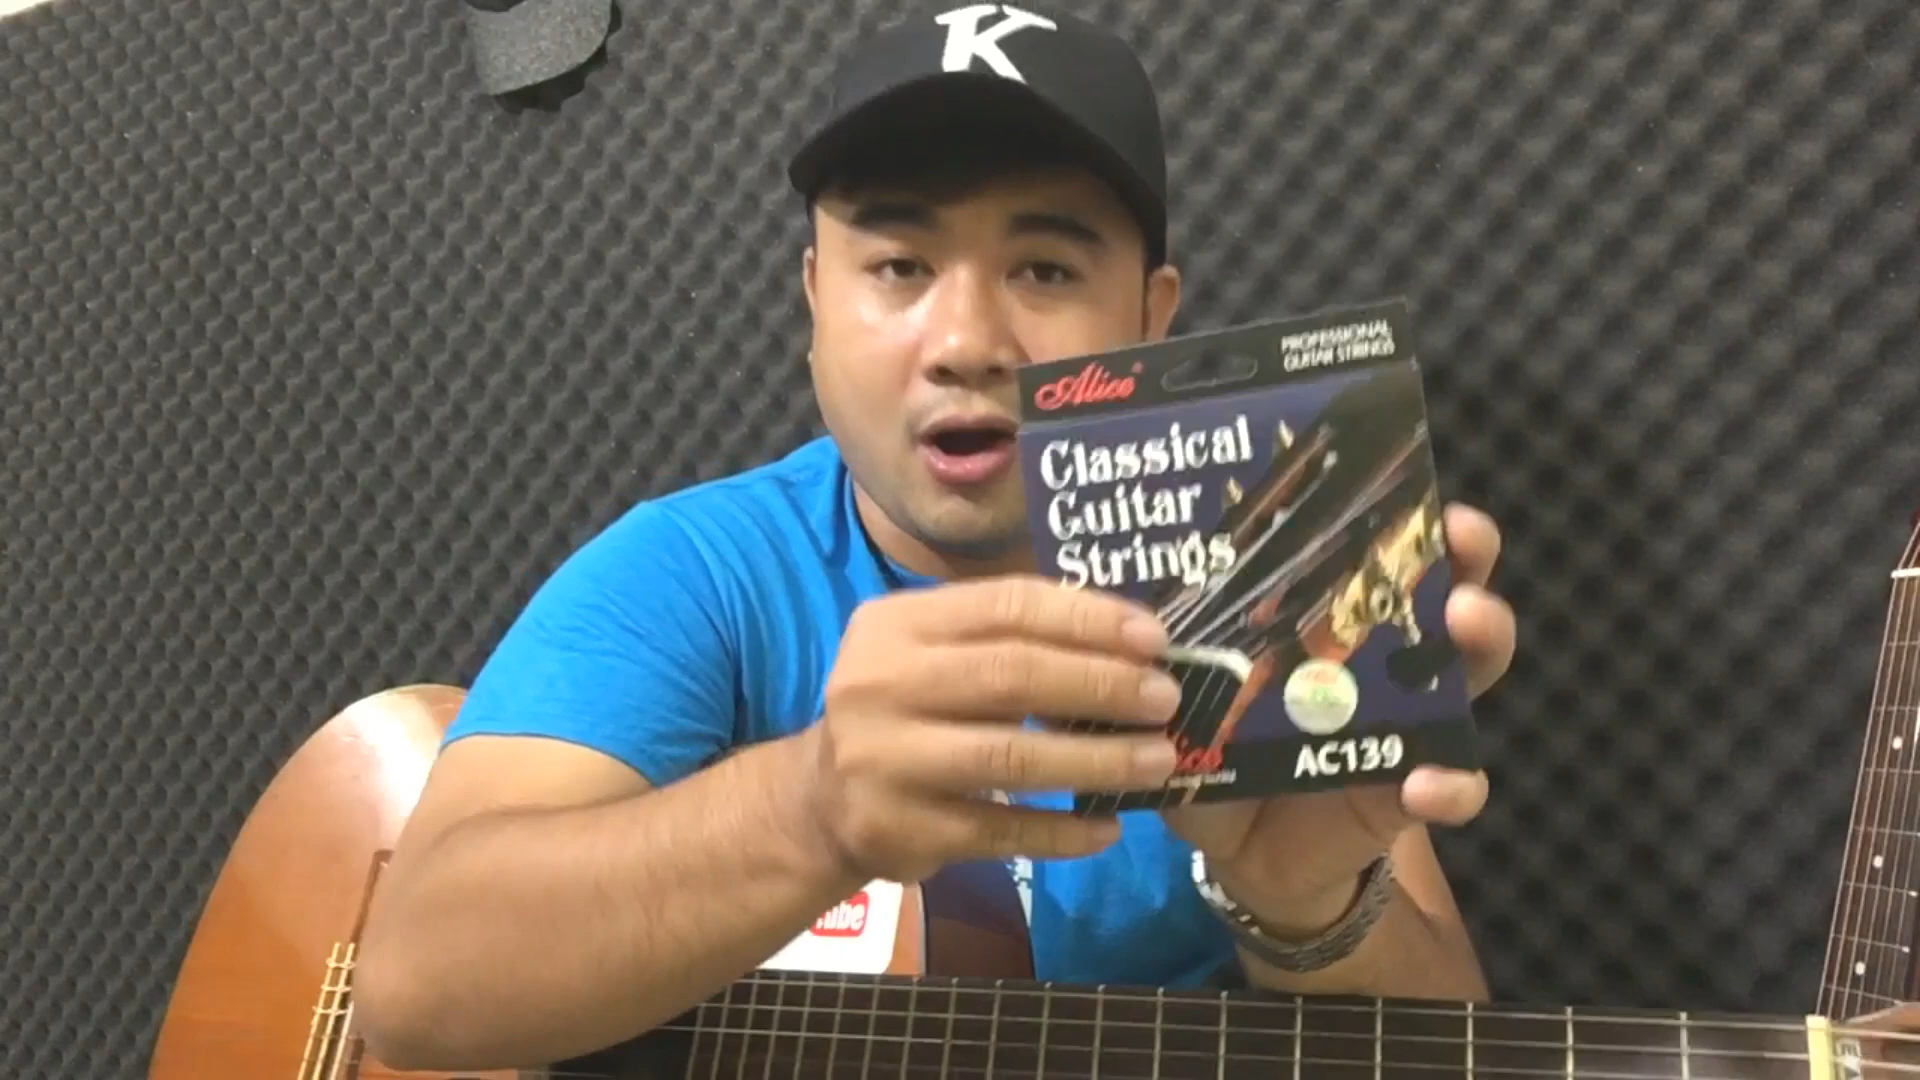 K
Alice
PROFESSIONAL
GUITAR STRINGS
Classical
Guitar
Strings
AC139